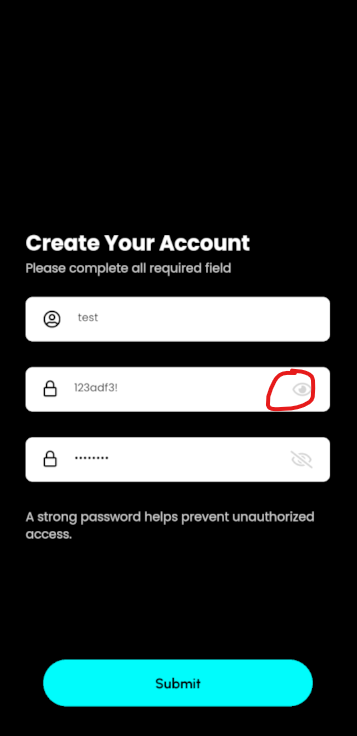 Create Your Account
Please complete all required field
test
123adf3!
••••••••
A strong password helps prevent unauthorized
access.
Submit